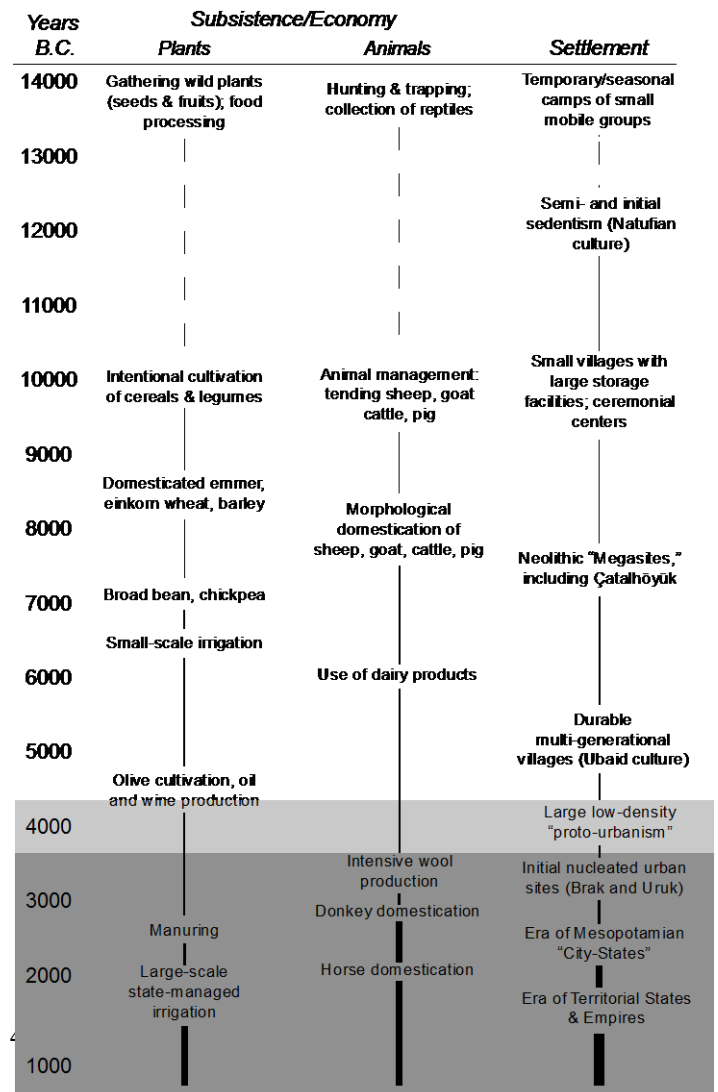 Years
B.C.
Subsistence/Economy
Plants
Animals
Settlement
14000
13000
12000
11000
10000
9000
8000
7000
6000
5000
4000
3000
2000
1000
Gathering wild plants
(seeds & fruits); food
processing
Intentional cultivation
of cereals & legumes
Domesticated emmer,
einkorn wheat, barley
Broad bean, chickpea
Small-scale irrigation
Olive cultivation, oil
and wine production
Manuring
Large-scale
state-managed
irrigation
Hunting & trapping;
collection of reptiles
Animal management:
tending sheep, goat
cattle, pig
Morphological
domestication of
sheep, goat, cattle, pig
Use of dairy products
Intensive wool
production
Donkey domestication
Horse domestication
Temporary/seasonal
camps of small
mobile groups
Semi- and initial
sedentism (Natufian
culture)
Small villages with
large storage
facilities; ceremonial
centers
Neolithic “Megasites,”
including Çatalhöyük
Durable
multi-generational
villages (Ubaid culture)
Large low-density
“proto-urbanism”
Initial nucleated urban
sites (Brak and Uruk)
Era of Mesopotamian
“City-States”
Era of Territorial States
& Empires